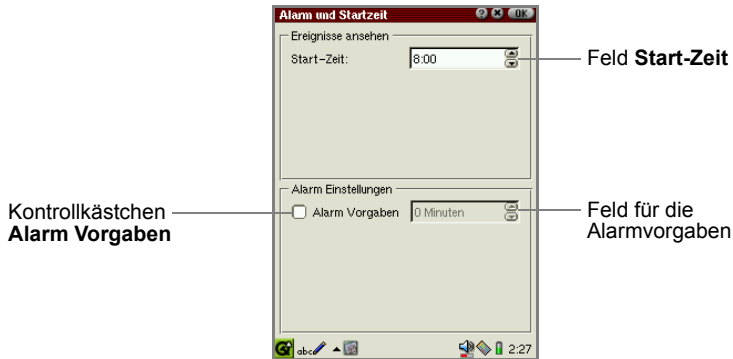 Alarm und Startzeit
OK
Ereignisse ansehen
Start-Zeit:
8:00
Feld Start-Zeit
Alarm Einstellungen
Kontrollkästchen
Alarm Vorgaben
Alarm Vorgaben
0 Minuten
Feld für die
Alarmvorgaben
abc
2:27